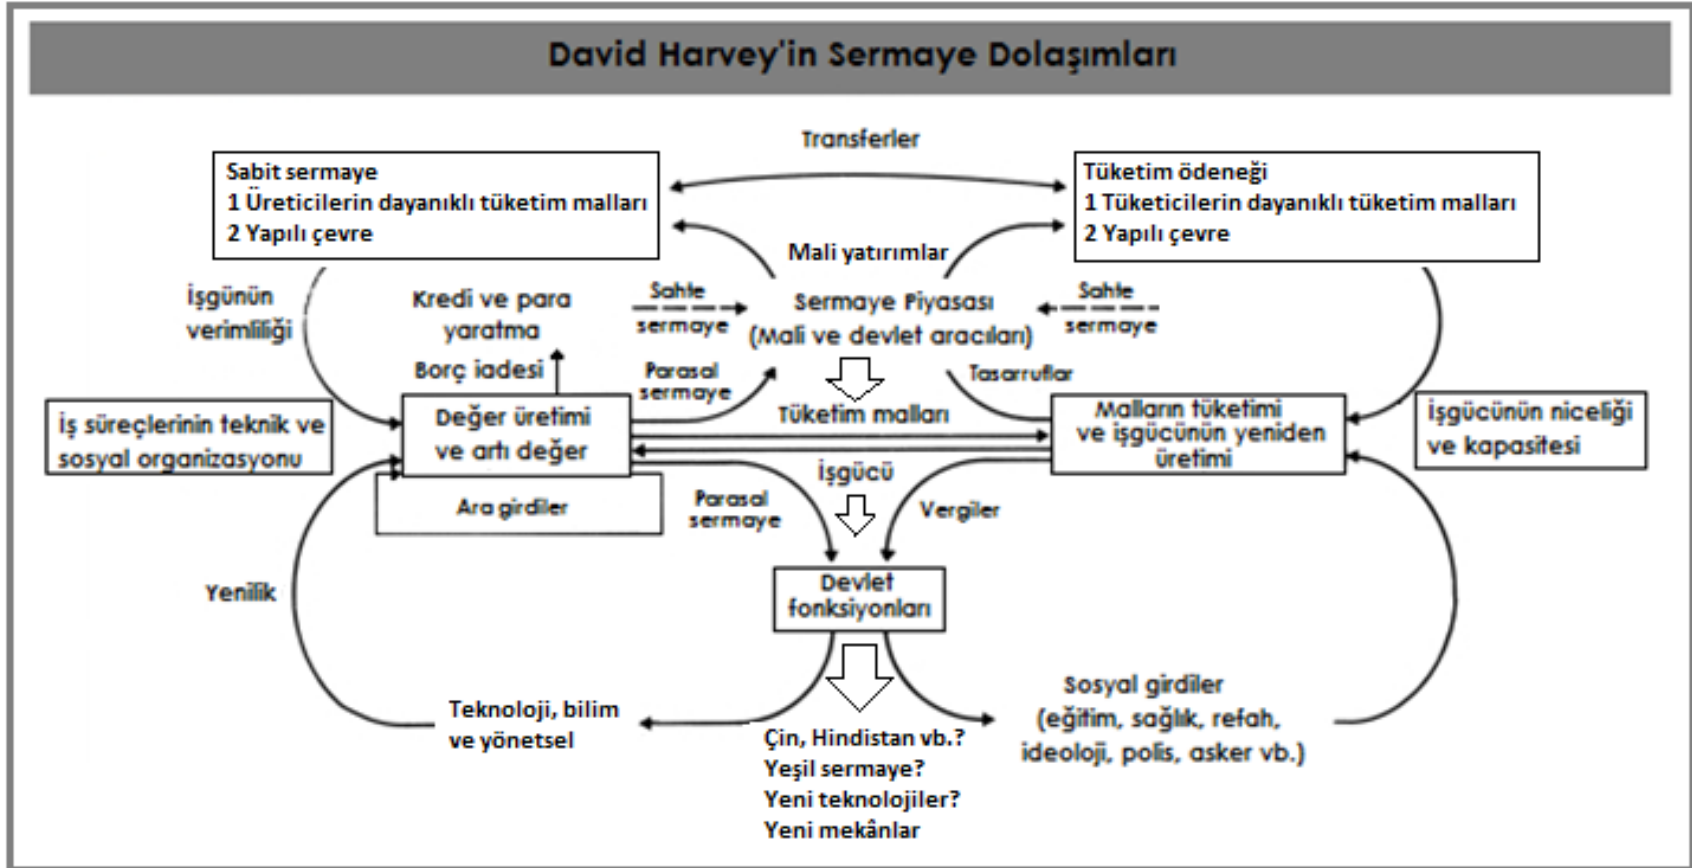 David Harvey'in Sermaye Dolaşımları
Transferler
Sabit sermaye
1 Üreticilerin dayanıklı tüketim malları
2 Yapılı çevre
Tüketim ödeneği
1 Tüketicilerin dayanıklı tüketim malları
2 Yapılı çevre
Mali yatırımlar
İşgünün
verimliliği
Kredi ve para
yaratma
Sahte
sermaye
Sermaye Piyasası
(Mali ve devlet aracıları)
Sahte
sermaye
Borç iadesi
Parasal
sermaye
Tasarruflar
İş süreçlerinin teknik ve
sosyal organizasyonu
Değer üretimi
ve artı değer
Tüketim malları
Malların tüketimi
ve işgücünün yeniden
üretimi
İşgücünün niceliği
ve kapasitesi
İşgücü
Ara girdiler
Parasal
sermaye
Vergiler
Yenilik
Devlet
fonksiyonları
Teknoloji, bilim
ve yönetsel
Sosyal girdiler
(eğitim, sağlık, refah,
ideoloji, polis, asker vb.)
Çin, Hindistan vb.?
Yeşil sermaye?
Yeni teknolojiler?
Yeni mekânlar